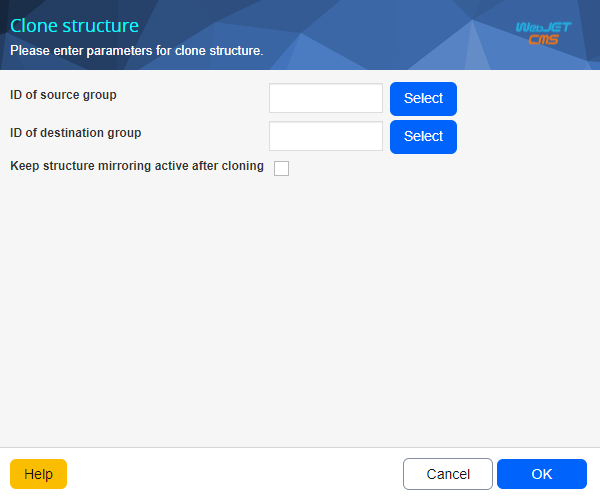 Clone structure
WebJET
CMS
Please enter parameters for clone structure.
ID of source group
Select
ID of destination group
Select
Keep structure mirroring active after cloning
Help
Cancel
OK